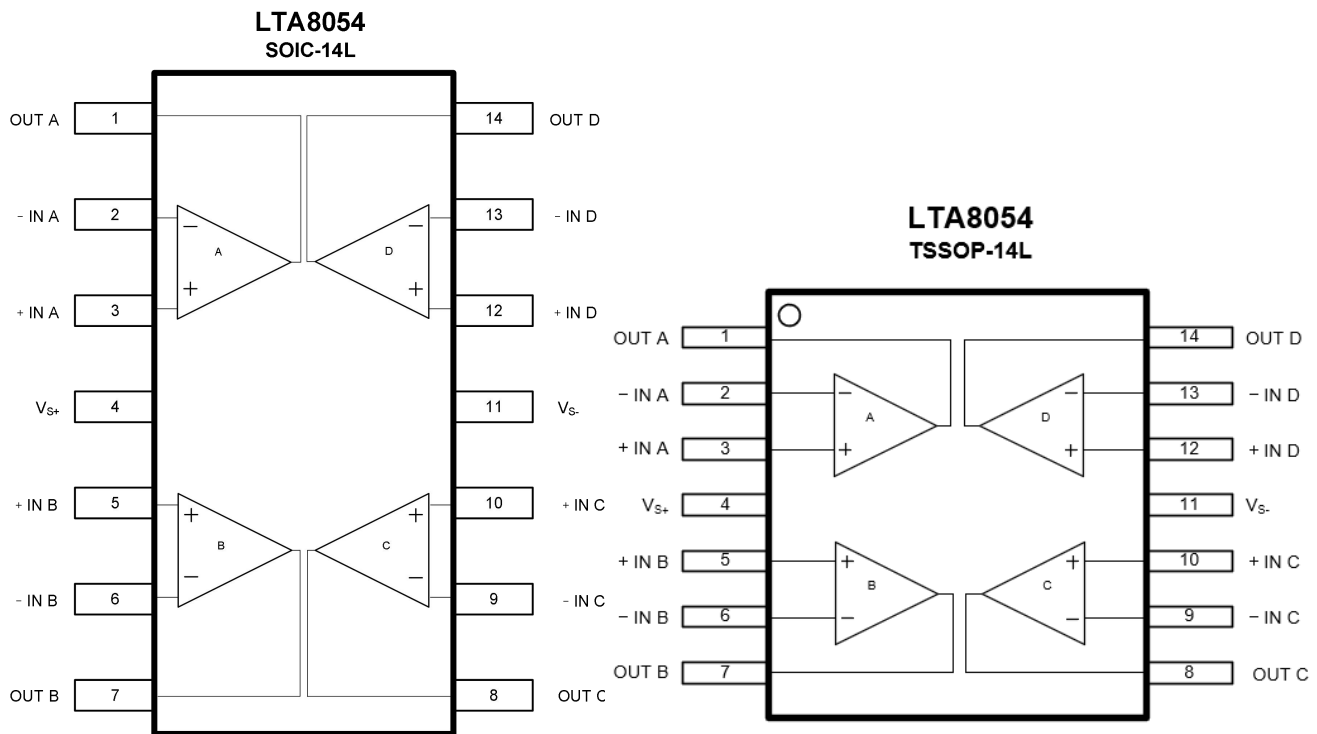 LTA8054
SOIC-14L
OUT A 1 14 OUT D
- IN A 2 13 - IN D
− −
A D
+ +
+ IN A 3 12 + IN D
VS+ 4 11 VS-
+ IN B 5 10 + IN C
+ +
B C
− −
- IN B 6 9 - IN C
OUT B 7 8 OUT C
LTA8054
TSSOP-14L
OUT A 1 14 OUT D
− IN A 2 − − 13 − IN D
A D
+ IN A 3 + + 12 + IN D
VS+ 4 11 VS-
+ IN B 5 + + 10 + IN C
B C
− IN B 6 − − 9 − IN C
OUT B 7 8 OUT C